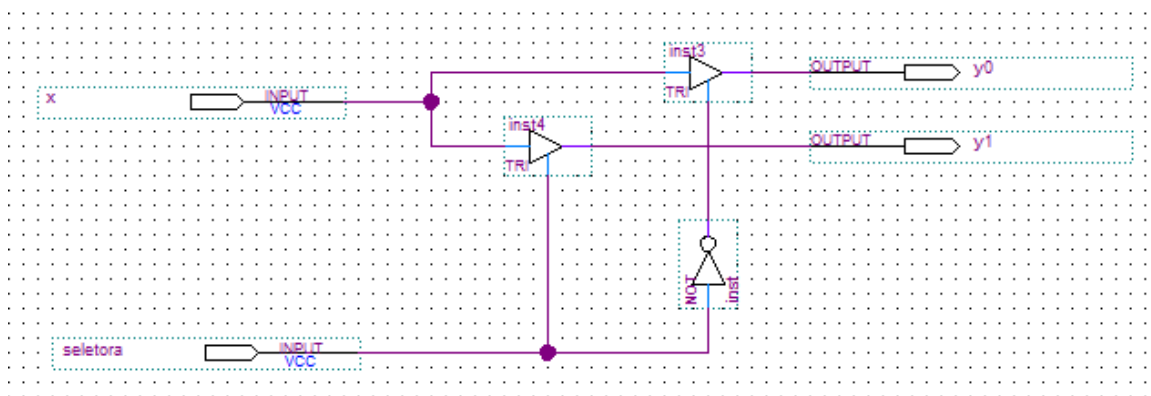 inst3
OUTPUT y0
TRI
x INPUT
VCC
inst4
OUTPUT y1
TRI
NOT inst
seletora INPUT
VCC